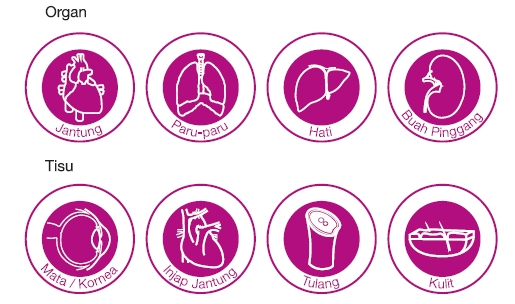 Organ
Jantung
Paru-paru
Hati
Buah Pinggang
Tisu
Mata / Kornea
Injap Jantung
Tulang
Kulit